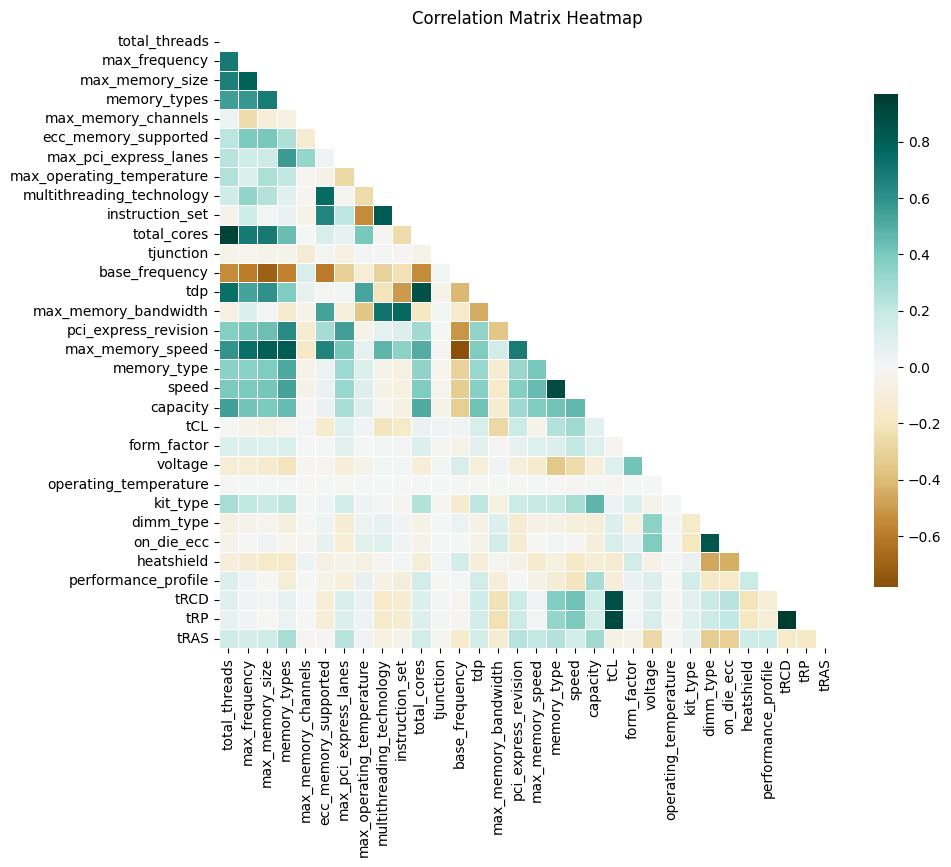 Correlation Matrix Heatmap
total_threads
max_frequency
max_memory_size
memory_types
max_memory_channels
ecc_memory_supported
max_pci_express_lanes
max_operating_temperature
multithreading_technology
instruction_set
total_cores
tjunction
base_frequency
tdp
max_memory_bandwidth
pci_express_revision
max_memory_speed
memory_type
speed
capacity
tCL
form_factor
voltage
operating_temperature
kit_type
dimm_type
on_die_ecc
heatshield
performance_profile
tRCD
tRP
tRAS
total_threads
max_frequency
max_memory_size
memory_types
max_memory_channels
ecc_memory_supported
max_pci_express_lanes
max_operating_temperature
multithreading_technology
instruction_set
total_cores
tjunction
base_frequency
tdp
max_memory_bandwidth
pci_express_revision
max_memory_speed
memory_type
speed
capacity
tCL
form_factor
voltage
operating_temperature
kit_type
dimm_type
on_die_ecc
heatshield
performance_profile
tRCD
tRP
tRAS
0.8
0.6
0.4
0.2
0.0
−0.2
−0.4
−0.6